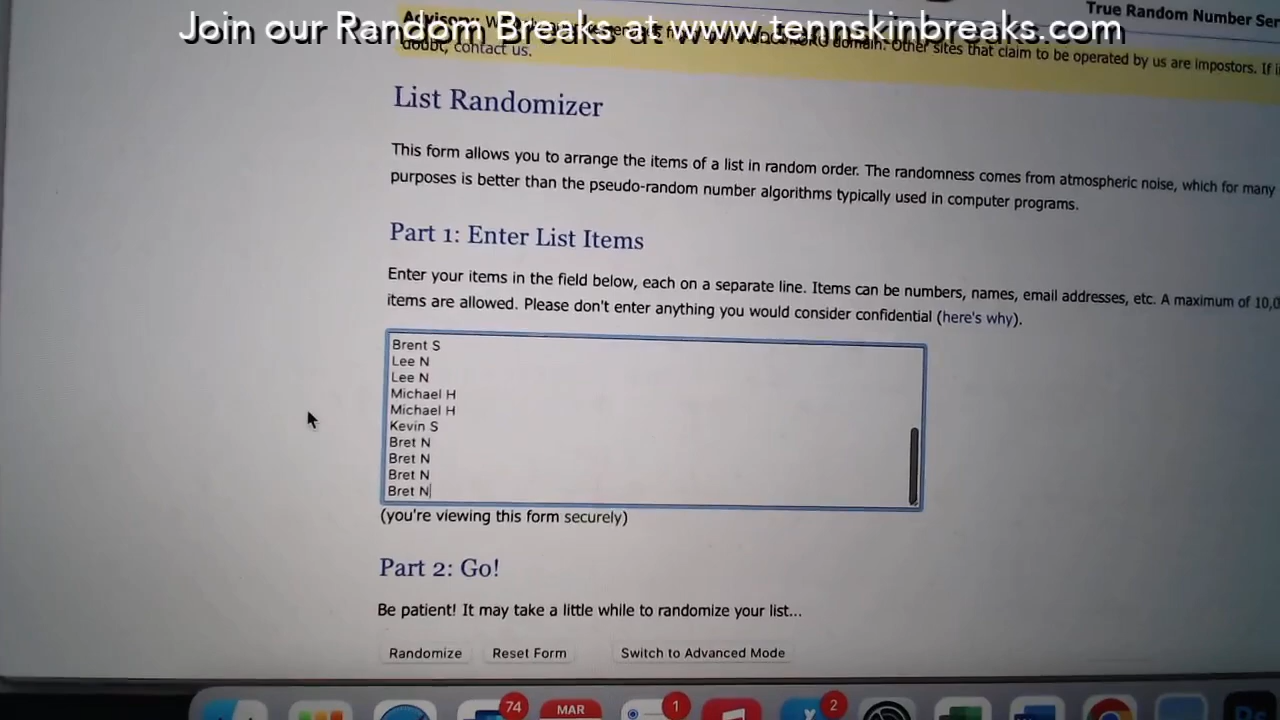 Join our Random Breaks at www.tennskinbreaks.com
True Random Number Ser
Advisory:
domain. Other sites that claim to be operated by us are impostors. If i
doubt, contact us.
List Randomizer
This form allows you to arrange the items of a list in random order. The randomness comes from atmospheric noise, which for many
purposes is better than the pseudo-random number algorithms typically used in computer programs.
Part 1: Enter List Items
Enter your items in the field below, each on a separate line. Items can be numbers, names, email addresses, etc. A maximum of 10,0
items are allowed. Please don't enter anything you would consider confidential (here's why).
Brent S
Lee N
Lee N
Michael H
Michael H
Kevin S
Bret N
Bret N
Bret N
Bret N
(you're viewing this form securely)
Part 2: Go!
Be patient! It may take a little while to randomize your list...
Randomize Reset Form Switch to Advanced Mode
74 MAR 1 2